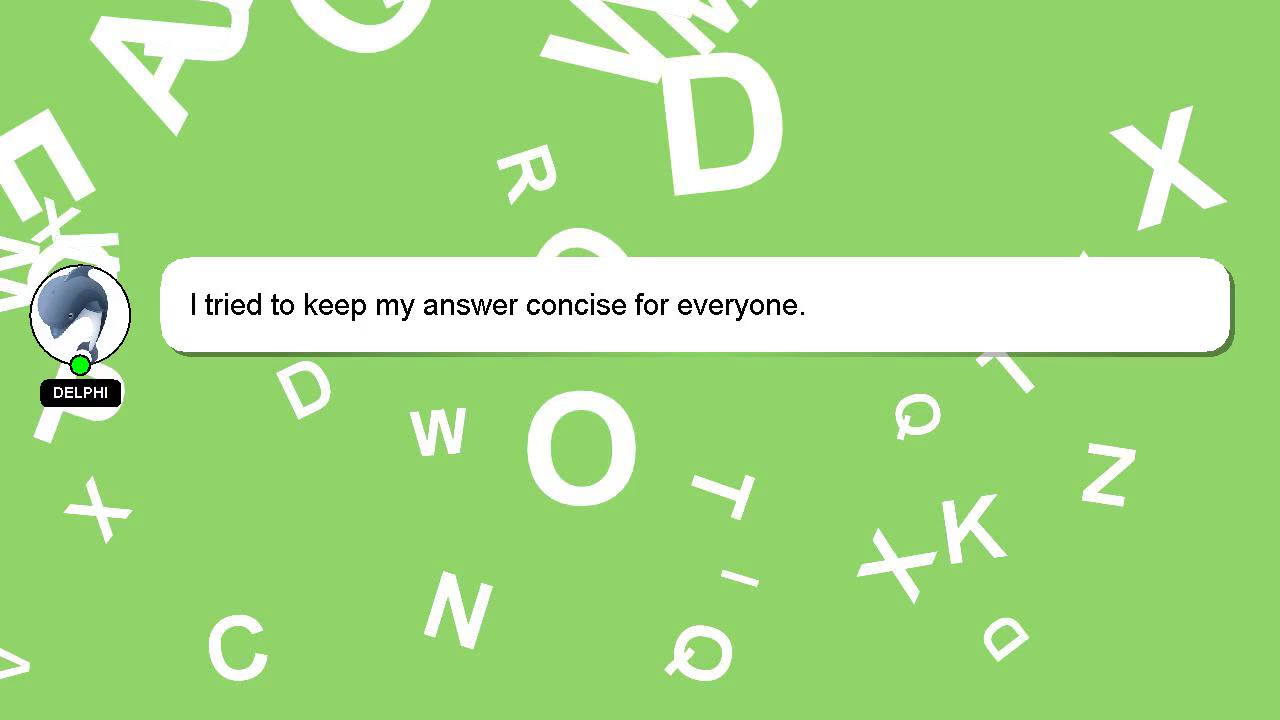 I tried to keep my answer concise for everyone.
DELPHI
A
G
W
M
D
R
X
E
X
W
K
O
T
D
W
O
Q
T
Z
X
K
X
I
N
C
Q
D
V